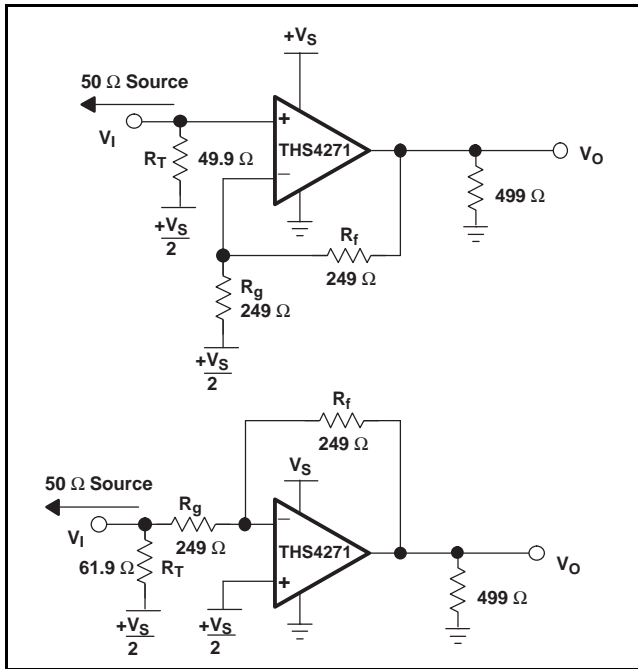 +VS
50 Ω Source
VI
+
THS4271
VO
RT
49.9 Ω
−
499 Ω
+VS
2
Rf
249 Ω
Rg
249 Ω
+VS
2
Rf
249 Ω
50 Ω Source
VS
Rg
VI
249 Ω
−
THS4271
VO
61.9 Ω
RT
+
499 Ω
+VS
2
+VS
2